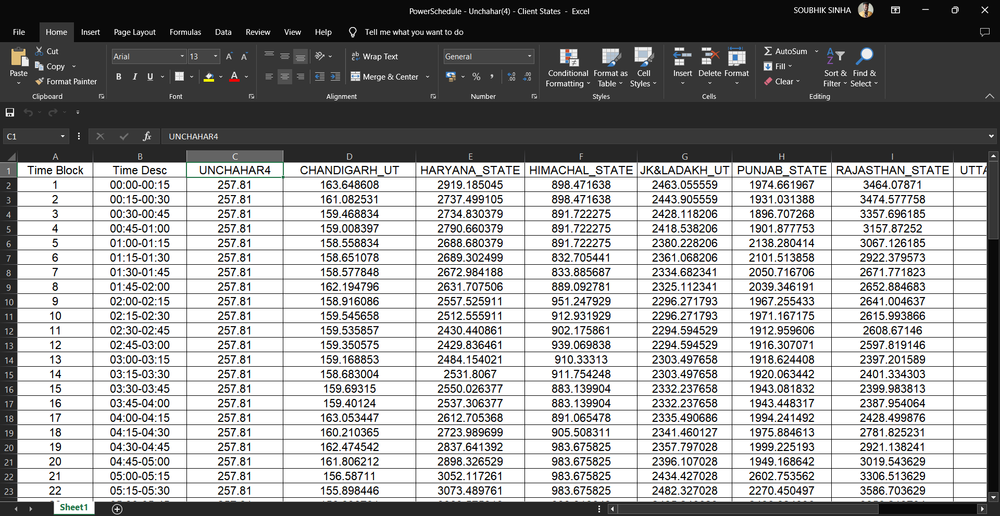 PowerSchedule - Unchahar(4) - Client States - Excel
SOUBHIK SINHA
File Home Insert Page Layout Formulas Data Review View Help Tell me what you want to do
Cut
Copy
Format Painter
Paste
Clipboard
Arial 13
B I U
Font
Wrap Text
Merge & Center
Alignment
General
Number
Conditional Formatting
Format as Table
Cell Styles
Styles
Insert Delete Format
Cells
AutoSum
Fill
Clear
Sort & Filter
Find & Select
Editing
C1 fx UNCHAHAR4
A B C D E F G H I
1 Time Block Time Desc UNCHAHAR4 CHANDIGARH_UT HARYANA_STATE HIMACHAL_STATE JK&LADAKH_UT PUNJAB_STATE RAJASTHAN_STATE
2 1 00:00-00:15 257.81 163.648608 2919.185045 898.471638 2463.055559 1974.661967 3464.07871
3 2 00:15-00:30 257.81 161.082531 2737.499105 898.471638 2443.905559 1931.031388 3474.577758
4 3 00:30-00:45 257.81 159.468834 2734.830379 891.722275 2428.118206 1896.707268 3357.696185
5 4 00:45-01:00 257.81 159.008397 2790.660379 891.722275 2418.538206 1901.877753 3157.87252
6 5 01:00-01:15 257.81 158.558834 2688.680379 891.722275 2380.228206 2138.280414 3067.126185
7 6 01:15-01:30 257.81 158.651078 2689.302499 832.705441 2361.068206 2101.513858 2922.379573
8 7 01:30-01:45 257.81 158.577848 2672.984188 833.885687 2334.682341 2050.716706 2671.771823
9 8 01:45-02:00 257.81 162.194796 2631.707506 889.092781 2325.112341 2039.346191 2652.884683
10 9 02:00-02:15 257.81 158.916086 2557.525911 951.247929 2296.271793 1967.255433 2641.004637
11 10 02:15-02:30 257.81 159.545658 2512.555911 912.931929 2296.271793 1971.167175 2615.993866
12 11 02:30-02:45 257.81 159.535857 2430.440861 902.175861 2294.594529 1912.959606 2608.67146
13 12 02:45-03:00 257.81 159.350575 2429.836461 939.069838 2294.594529 1916.307071 2597.819146
14 13 03:00-03:15 257.81 159.168853 2484.154021 910.33313 2303.497658 1918.624408 2397.201589
15 14 03:15-03:30 257.81 158.683004 2531.8067 911.754248 2303.497658 1920.063442 2401.334303
16 15 03:30-03:45 257.81 159.69315 2550.026377 883.139904 2332.237658 1943.081832 2399.983813
17 16 03:45-04:00 257.81 159.40124 2537.306377 883.139904 2332.237658 1943.448317 2387.954064
18 17 04:00-04:15 257.81 163.053447 2612.705368 891.065478 2335.490686 1994.241492 2428.499876
19 18 04:15-04:30 257.81 160.210365 2723.989699 905.508311 2341.460127 1975.884613 2781.825231
20 19 04:30-04:45 257.81 162.474542 2837.641392 983.675825 2357.797028 1999.225193 2921.138241
21 20 04:45-05:00 257.81 161.806212 2898.326529 983.675825 2396.107028 1949.168642 3019.543629
22 21 05:00-05:15 257.81 156.58711 3052.117261 983.675825 2434.427028 2602.753562 3306.513629
23 22 05:15-05:30 257.81 155.898446 3073.489761 983.675825 2482.327028 2270.450497 3586.703629
Sheet1